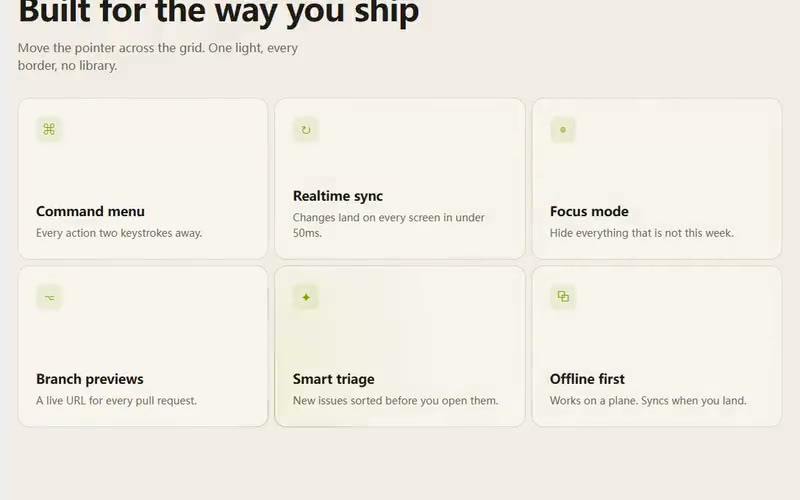 Built for the way you ship
Move the pointer across the grid. One light, every
border, no library.
⌘
↻
Command menu
Every action two keystrokes away.
Realtime sync
Changes land on every screen in under
50ms.
Focus mode
Hide everything that is not this week.
⌥
✦
Branch previews
A live URL for every pull request.
Smart triage
New issues sorted before you open them.
Offline first
Works on a plane. Syncs when you land.